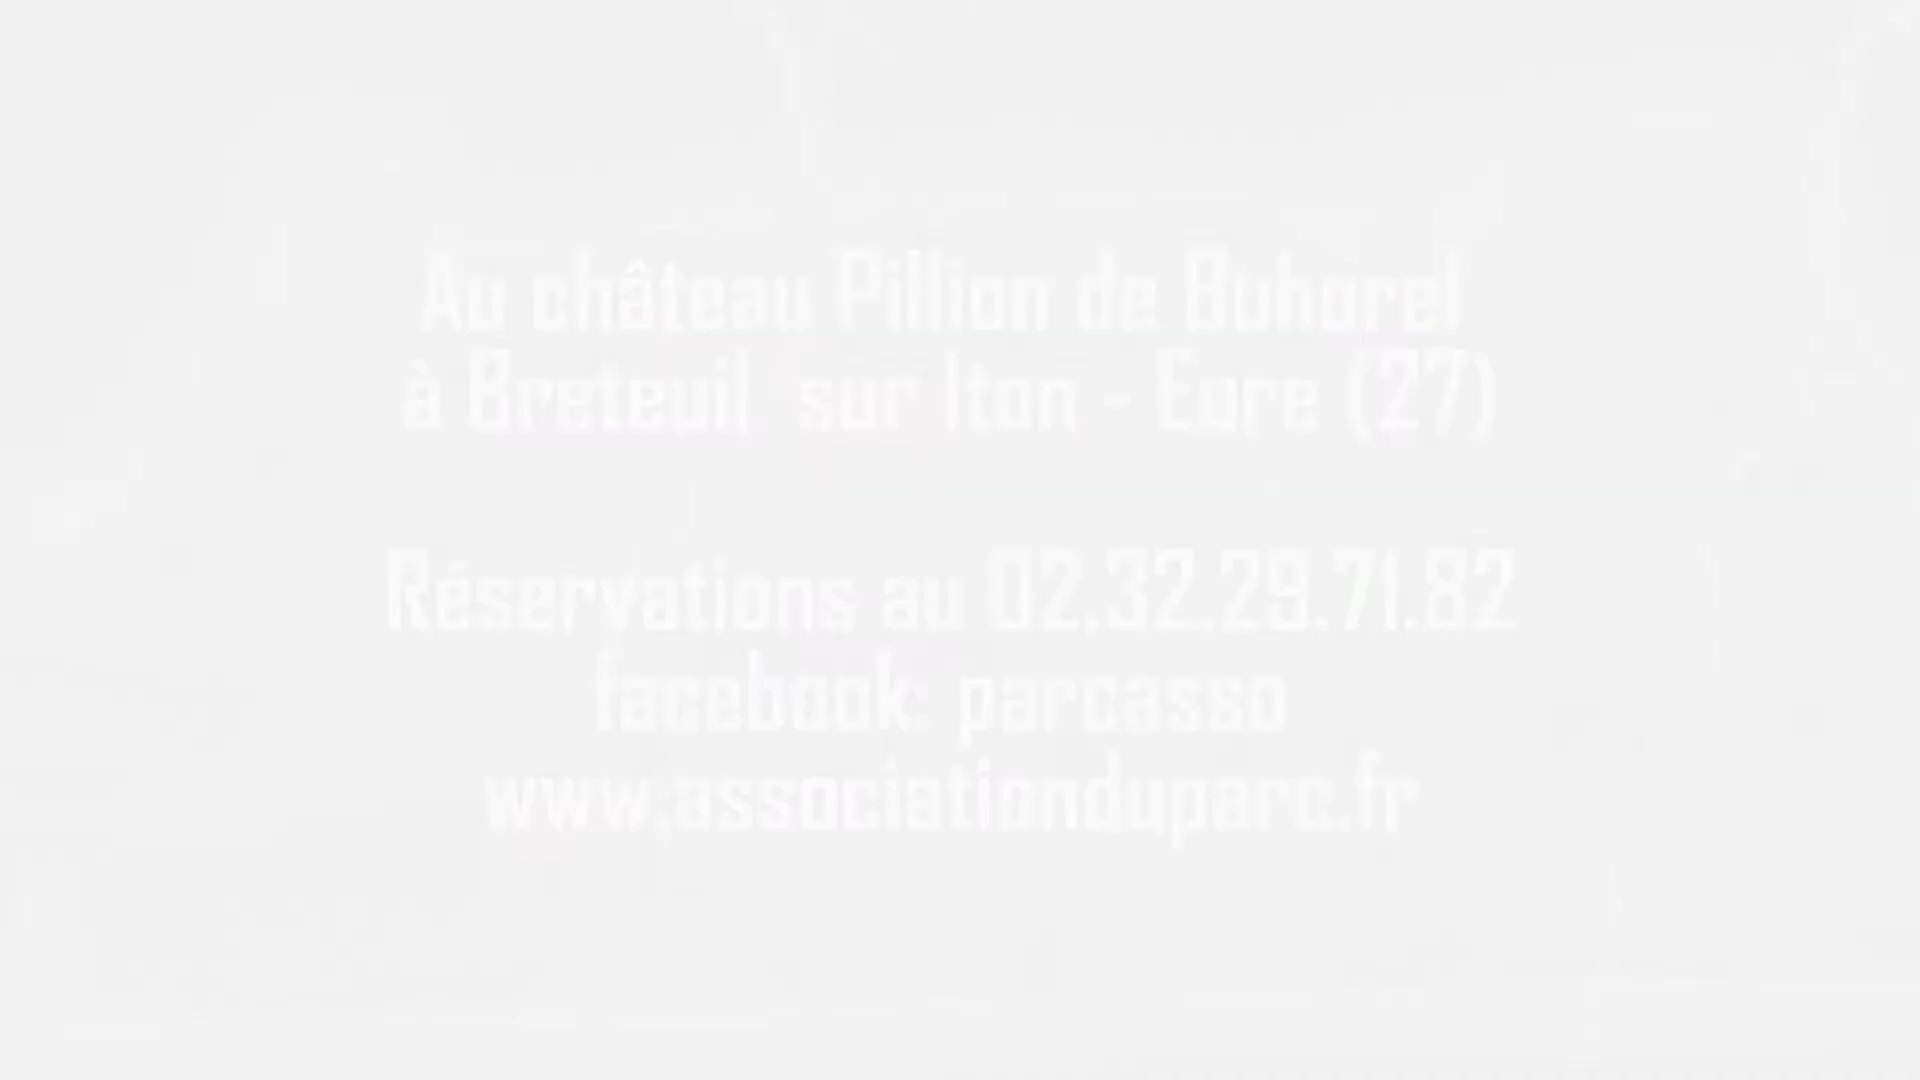 Au château Pillion de Buhorel
à Breteuil sur Iton - Eure (27)
Réservations au 02.32.29.71.82
facebook: parcasso
www.associationduparc.fr